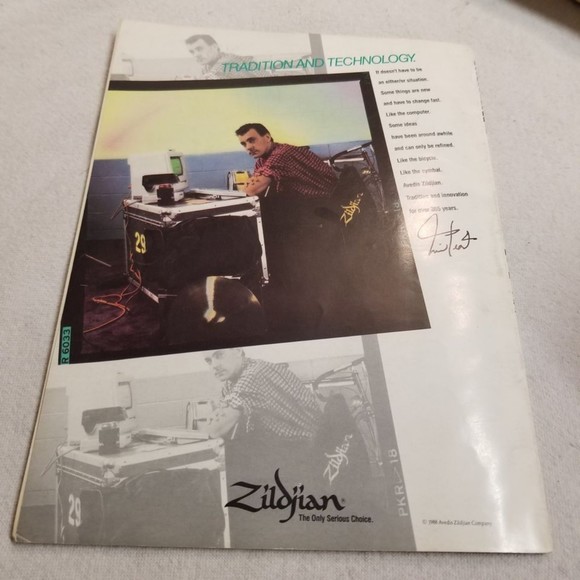 TRADITION AND TECHNOLOGY.
It doesn't have to be
an either/or situation.
Some things are new
and have to change fast.
Like the computer.
Some ideas
have been around awhile
and can only be refined.
Like the bicycle.
Like the cymbal.
Avedis Zildjian.
Tradition and innovation
for over 365 years.
Zildjian
29
R 6033
Zildjian
29
PKR 18
Zildjian®
The Only Serious Choice.
Avedis Zildjian Company